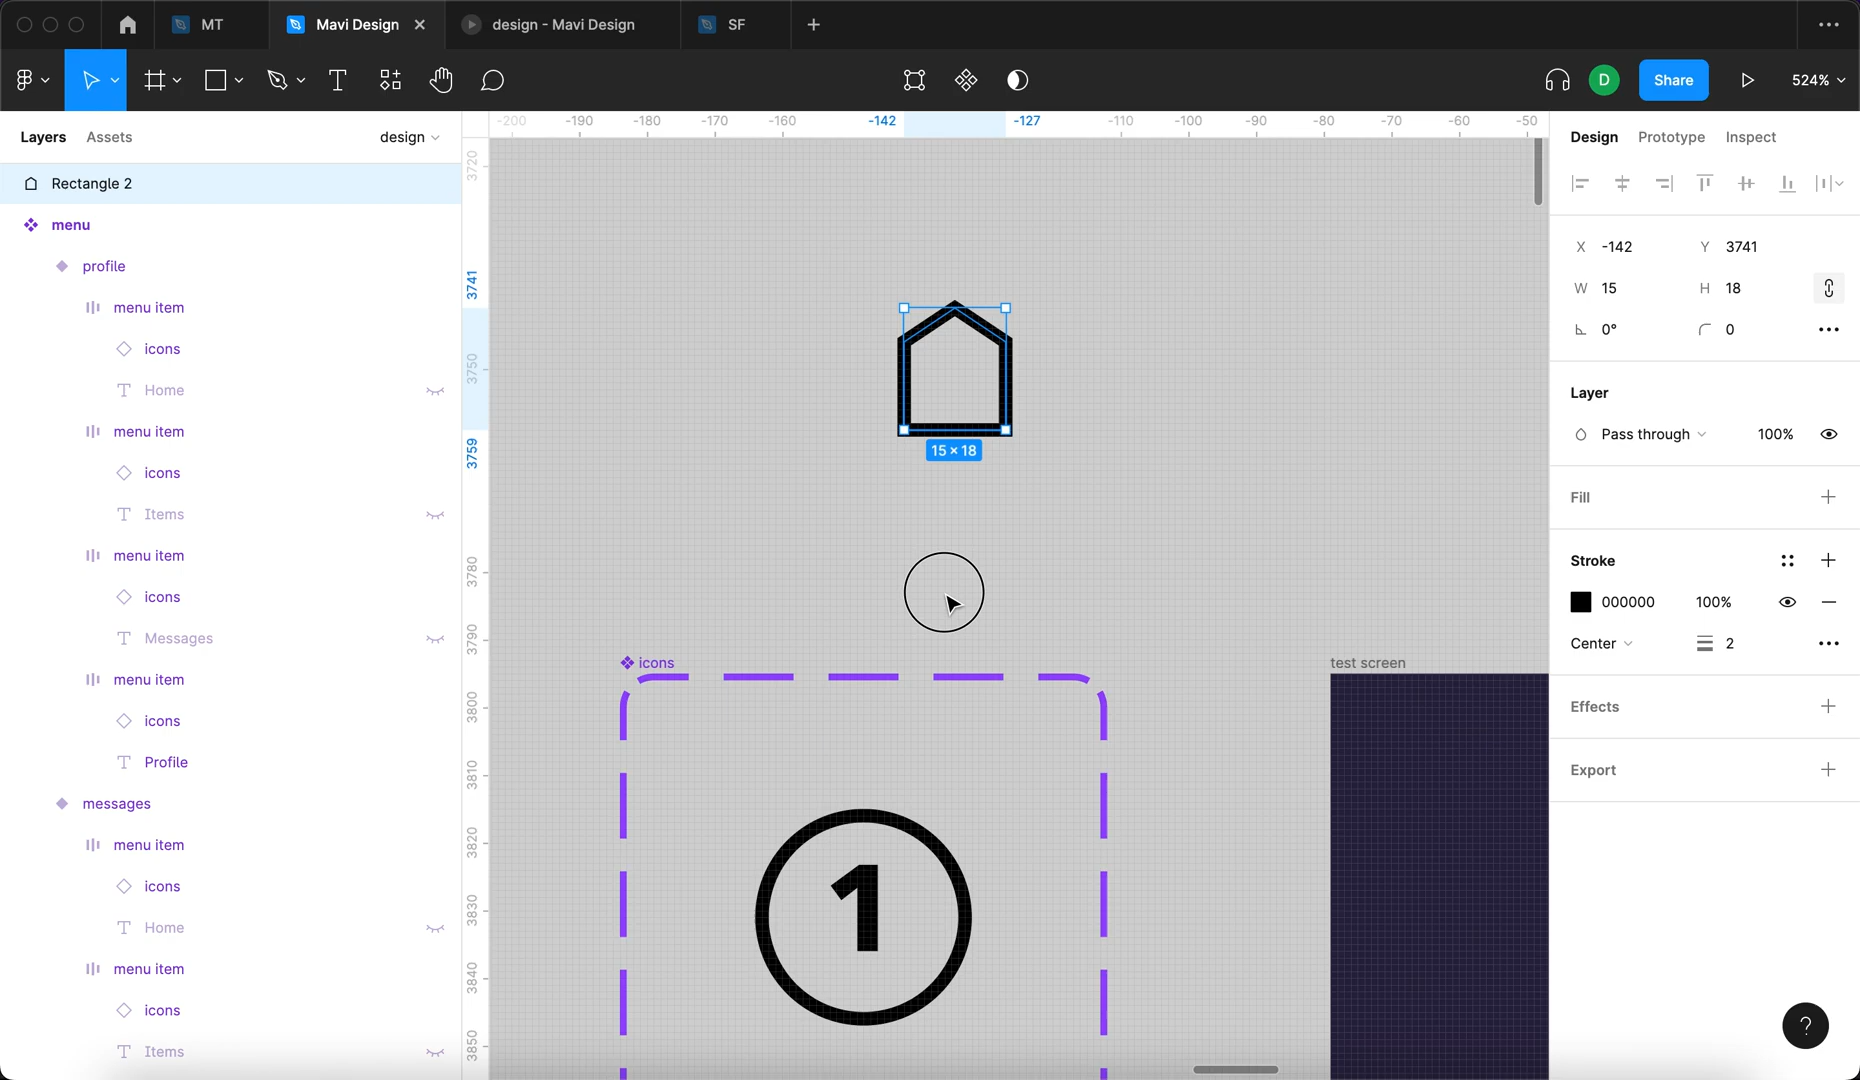 MT
Mavi Design
design - Mavi Design
SF
D
Share
524%
Layers
Assets
design
-200
-190
-180
-170
-160
-142
-127
-110
-100
-90
-80
-70
-60
-50
Design
Prototype
Inspect
Rectangle 2
menu
profile
menu item
icons
Home
menu item
icons
Items
menu item
icons
Messages
menu item
icons
Profile
messages
menu item
icons
Home
menu item
icons
Items
3720
3741
3750
3759
3780
3790
3800
3810
3820
3830
3840
3850
15 × 18
icons
test screen
1
X -142 Y 3741
W 15 H 18
0° 0
Layer
Pass through 100%
Fill
Stroke
000000 100%
Center 2
Effects
Export
?